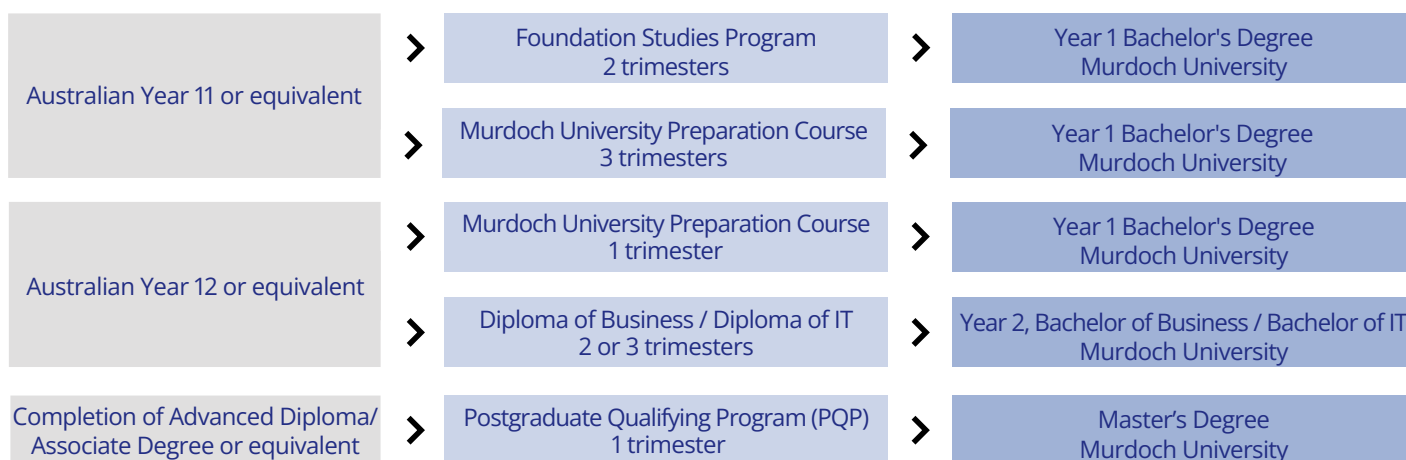 Australian Year 11 or equivalent
Foundation Studies Program
2 trimesters
Year 1 Bachelor's Degree
Murdoch University
Murdoch University Preparation Course
3 trimesters
Year 1 Bachelor's Degree
Murdoch University
Australian Year 12 or equivalent
Murdoch University Preparation Course
1 trimester
Year 1 Bachelor's Degree
Murdoch University
Diploma of Business / Diploma of IT
2 or 3 trimesters
Year 2, Bachelor of Business / Bachelor of IT
Murdoch University
Completion of Advanced Diploma/
Associate Degree or equivalent
Postgraduate Qualifying Program (PQP)
1 trimester
Master’s Degree
Murdoch University